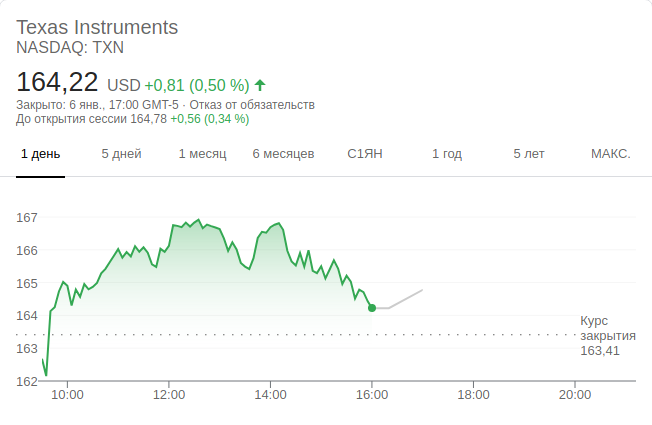 Texas Instruments
NASDAQ: TXN
164,22 USD +0,81 (0,50 %)
Закрыто: 6 янв., 17:00 GMT-5 · Отказ от обязательств
До открытия сессии 164,78 +0,56 (0,34 %)
1 день 5 дней 1 месяц 6 месяцев С1ЯН 1 год 5 лет МАКС.
167
166
165
164
163
162
Курс
закрытия
163,41
10:00 12:00 14:00 16:00 18:00 20:00